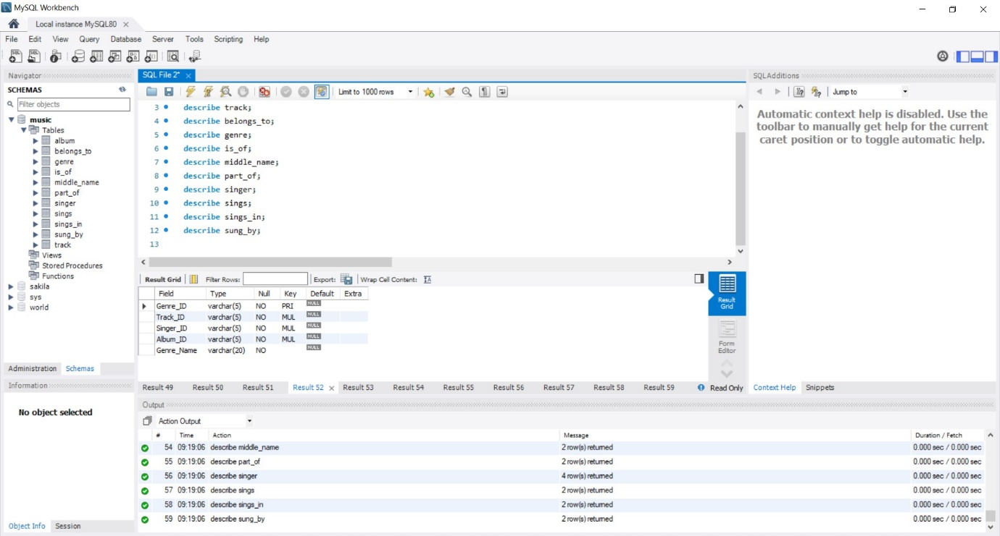 MySQL Workbench
Local instance MySQL80
File Edit View Query Database Server Tools Scripting Help
Navigator
SCHEMAS
Filter objects
music
Tables
album
belongs_to
genre
is_of
middle_name
part_of
singer
sings
sings_in
sung_by
track
Views
Stored Procedures
Functions
sakila
sys
world
Administration Schemas
Information
No object selected
Object Info Session
SQL File 2*
Limit to 1000 rows
3 describe track;
4 describe belongs_to;
5 describe genre;
6 describe is_of;
7 describe middle_name;
8 describe part_of;
9 describe singer;
10 describe sings;
11 describe sings_in;
12 describe sung_by;
13
Result Grid Filter Rows: Export: Wrap Cell Content:
Field Type Null Key Default Extra
Genre_ID varchar(5) NO PRI NULL
Track_ID varchar(5) NO MUL NULL
Singer_ID varchar(5) NO MUL NULL
Album_ID varchar(5) NO MUL NULL
Genre_Name varchar(20) NO NULL
Result
Grid
Form
Editor
Result 49 Result 50 Result 51 Result 52 Result 53 Result 54 Result 55 Result 56 Result 57 Result 58 Result 59 Read Only
Output
Action Output
# Time Action Message Duration / Fetch
54 09:19:06 describe middle_name 2 row(s) returned 0.000 sec / 0.000 sec
55 09:19:06 describe part_of 2 row(s) returned 0.000 sec / 0.000 sec
56 09:19:06 describe singer 4 row(s) returned 0.000 sec / 0.000 sec
57 09:19:06 describe sings 2 row(s) returned 0.000 sec / 0.000 sec
58 09:19:06 describe sings_in 2 row(s) returned 0.000 sec / 0.000 sec
59 09:19:06 describe sung_by 2 row(s) returned 0.000 sec / 0.000 sec
SQLAdditions
Jump to
Automatic context help is disabled. Use the
toolbar to manually get help for the current
caret position or to toggle automatic help.
Context Help Snippets